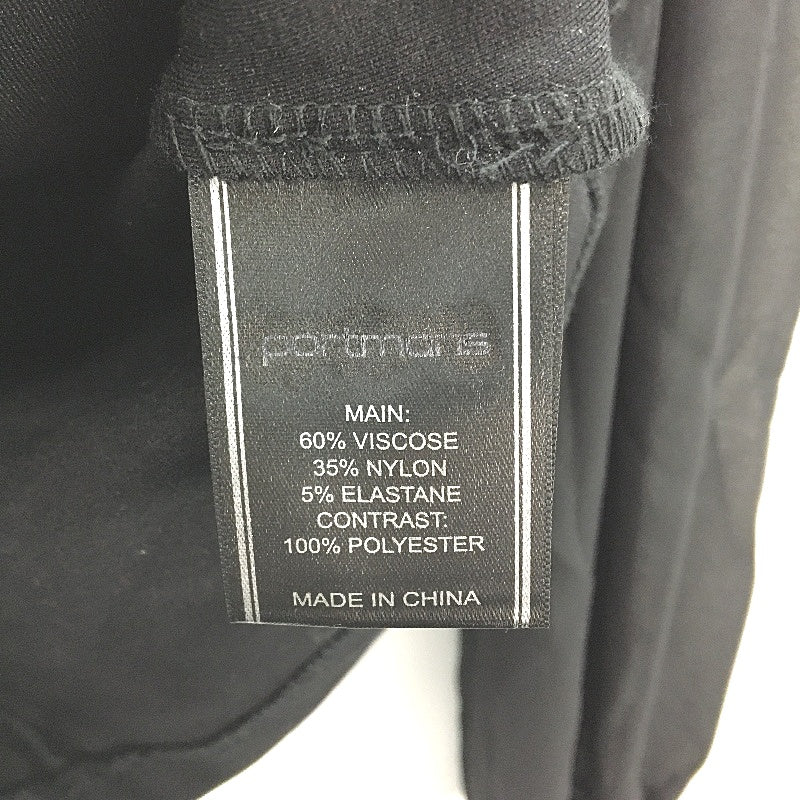 portmans
MAIN:
60% VISCOSE
35% NYLON
5% ELASTANE
CONTRAST:
100% POLYESTER
MADE IN CHINA